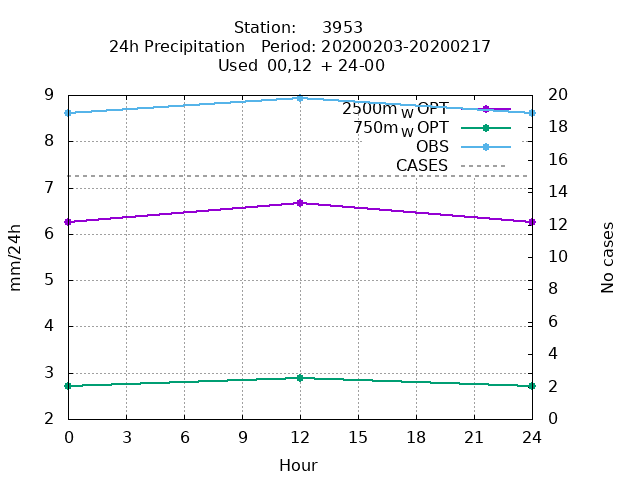 Station: 3953
24h Precipitation Period: 20200203-20200217
Used 00,12 + 24-00
2500m W OPT
750m W OPT
OBS
CASES
9
8
7
6
5
4
3
2
20
18
16
14
12
10
8
6
4
2
0
mm/24h
No cases
0 3 6 9 12 15 18 21 24
Hour